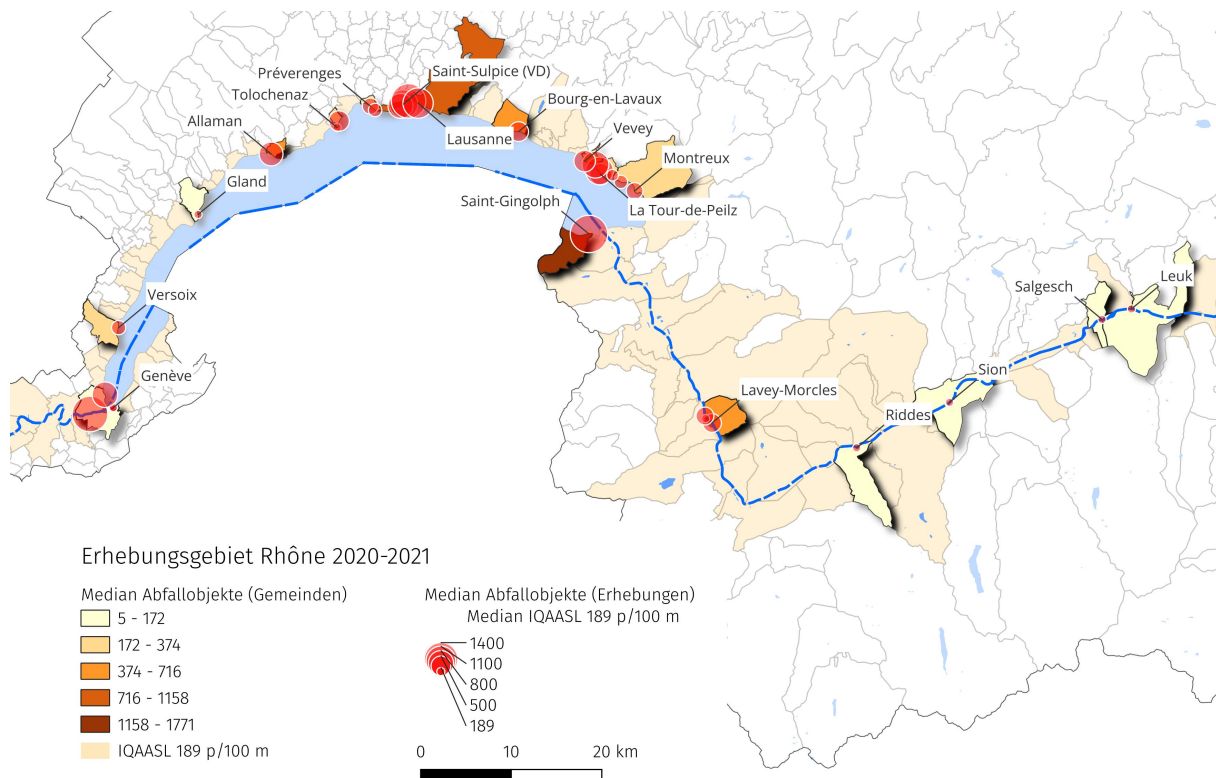 Saint-Sulpice (VD)
Préverenges
Tolochenaz
Bourg-en-Lavaux
Allaman
Vevey
Lausanne
Montreux
Gland
Saint-Gingolph
La Tour-de-Peilz
Leuk
Salgesch
Versoix
Genève
Sion
Lavey-Morcles
Riddes
Erhebungsgebiet Rhône 2020-2021
Median Abfallobjekte (Gemeinden)
5 - 172
172 - 374
374 - 716
716 - 1158
1158 - 1771
IQAASL 189 p/100 m
Median Abfallobjekte (Erhebungen)
Median IQAASL 189 p/100 m
1400
1100
800
500
189
0 10 20 km